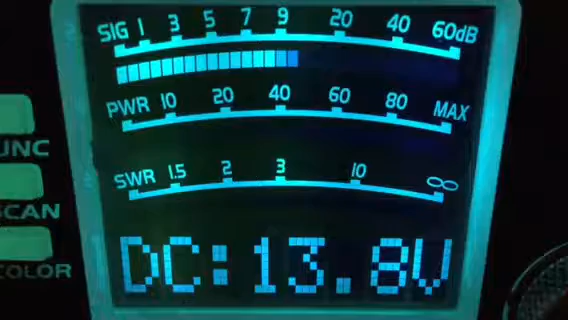 SIG 1 3 5 7 9 20 40 60dB
PWR 10 20 40 60 80 MAX
UNC
SWR 1.5 2 3 10 ∞
SCAN
COLOR
DC:13.8V